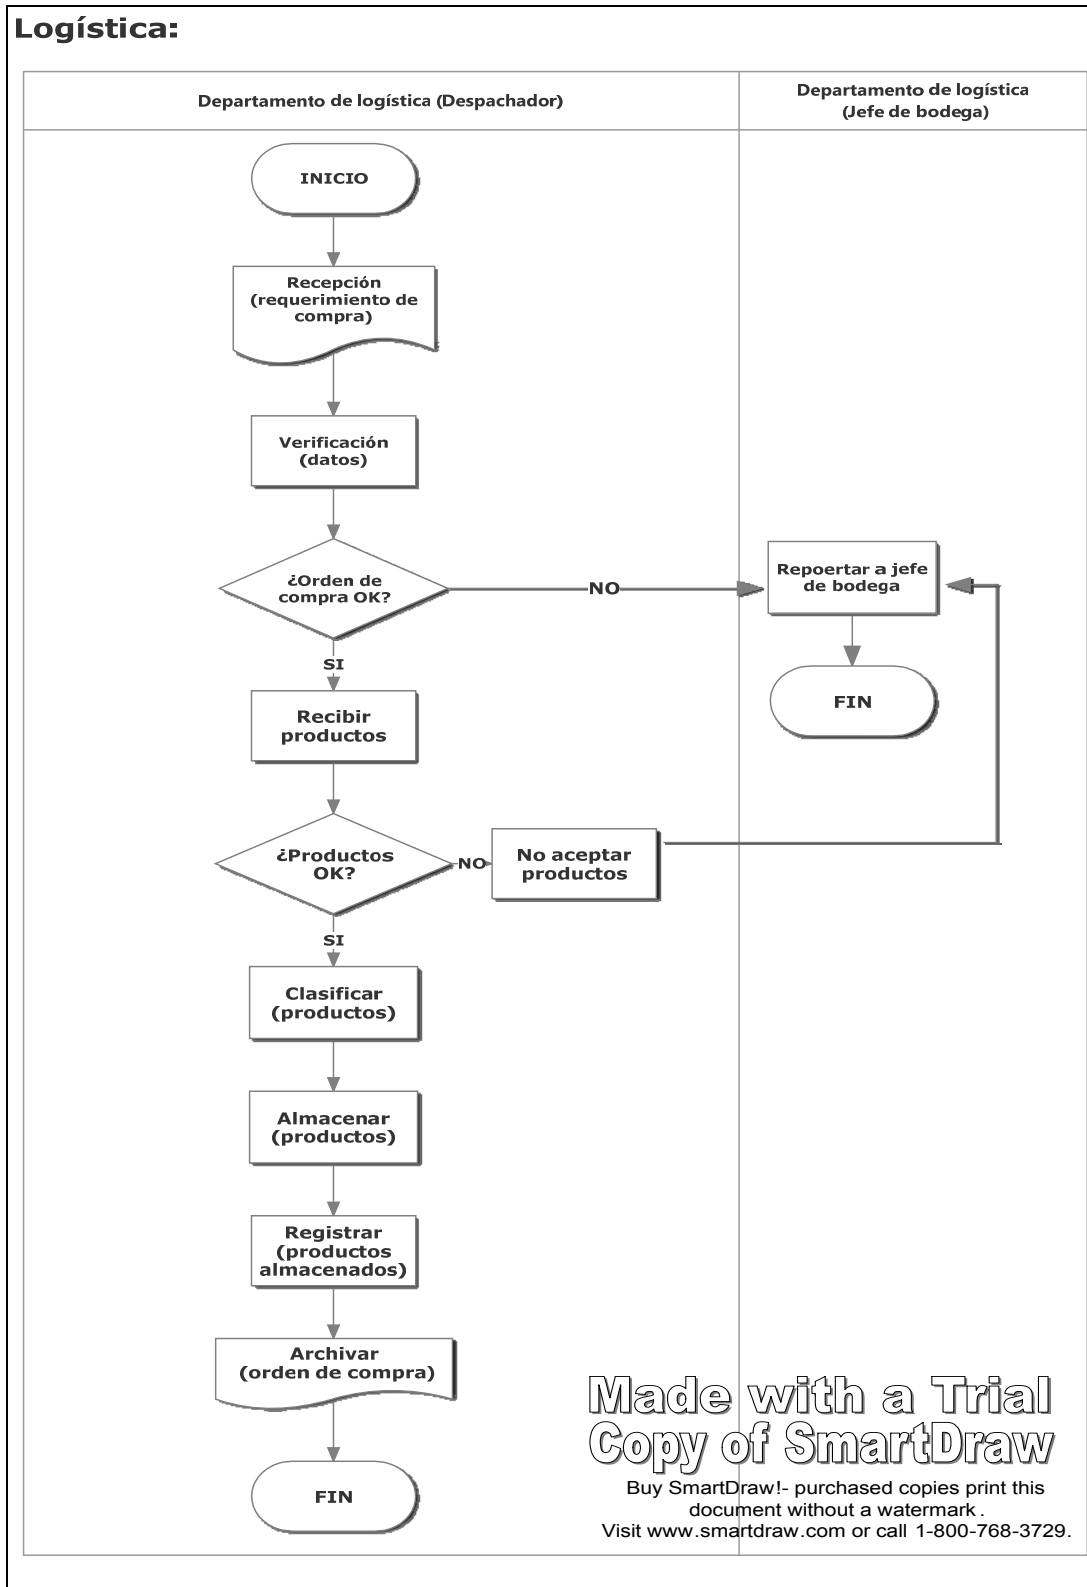 Logística:
Departamento de logística (Despachador)
Departamento de logística
(Jefe de bodega)
INICIO
Recepción
(requerimiento de
compra)
Verificación
(datos)
¿Orden de
compra OK?
NO
Repoertar a jefe
de bodega
SI
FIN
Recibir
productos
¿Productos
OK?
NO
No aceptar
productos
SI
Clasificar
(productos)
Almacenar
(productos)
Registrar
(productos
almacenados)
Archivar
(orden de compra)
FIN
Made with a Trial
Copy of SmartDraw
Buy SmartDraw!- purchased copies print this
document without a watermark .
Visit www.smartdraw.com or call 1-800-768-3729.